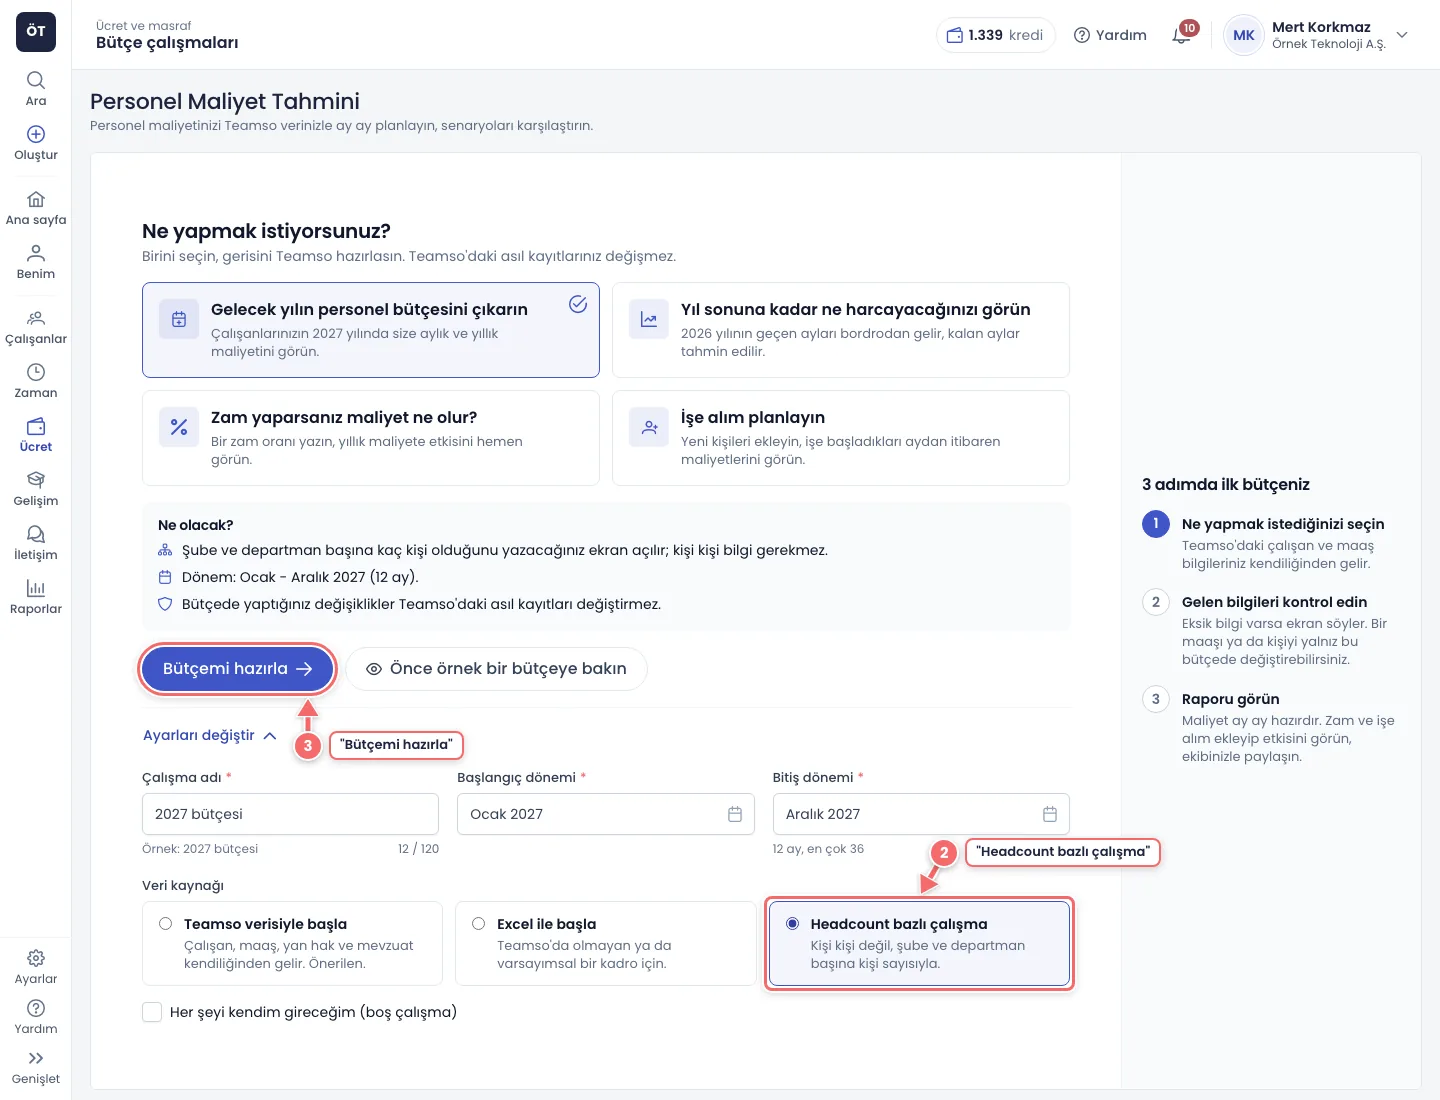 ÖT
Ara
Oluştur
Ana sayfa
Benim
Çalışanlar
Zaman
Ücret
Gelişim
İletişim
Raporlar
Ayarlar
Yardım
Genişlet
Ücret ve masraf
Bütçe çalışmaları
1.339 kredi
Yardım
10
MK
Mert Korkmaz
Örnek Teknoloji A.Ş.
Personel Maliyet Tahmini
Personel maliyetinizi Teamso verinizle ay ay planlayın, senaryoları karşılaştırın.
Ne yapmak istiyorsunuz?
Birini seçin, gerisini Teamso hazırlasın. Teamso'daki asıl kayıtlarınız değişmez.
Gelecek yılın personel bütçesini çıkarın
Çalışanlarınızın 2027 yılında size aylık ve yıllık
maliyetini görün.
Yıl sonuna kadar ne harcayacağınızı görün
2026 yılının geçen ayları bordrodan gelir, kalan aylar
tahmin edilir.
Zam yaparsanız maliyet ne olur?
Bir zam oranı yazın, yıllık maliyete etkisini hemen
görün.
İşe alım planlayın
Yeni kişileri ekleyin, işe başladıkları aydan itibaren
maliyetlerini görün.
Ne olacak?
Şube ve departman başına kaç kişi olduğunu yazacağınız ekran açılır; kişi kişi bilgi gerekmez.
Dönem: Ocak - Aralık 2027 (12 ay).
Bütçede yaptığınız değişiklikler Teamso'daki asıl kayıtları değiştirmez.
Bütçemi hazırla
Önce örnek bir bütçeye bakın
Ayarları değiştir
3
"Bütçemi hazırla"
Çalışma adı *
2027 bütçesi
Örnek: 2027 bütçesi
12 / 120
Başlangıç dönemi *
Ocak 2027
Bitiş dönemi *
Aralık 2027
12 ay, en çok 36
2
"Headcount bazlı çalışma"
Veri kaynağı
Teamso verisiyle başla
Çalışan, maaş, yan hak ve mevzuat
kendiliğinden gelir. Önerilen.
Excel ile başla
Teamso'da olmayan ya da
varsayımsal bir kadro için.
Headcount bazlı çalışma
Kişi kişi değil, şube ve departman
başına kişi sayısıyla.
Her şeyi kendim gireceğim (boş çalışma)
3 adımda ilk bütçeniz
1
Ne yapmak istediğinizi seçin
Teamso'daki çalışan ve maaş
bilgileriniz kendiliğinden gelir.
2
Gelen bilgileri kontrol edin
Eksik bilgi varsa ekran söyler. Bir
maaşı ya da kişiyi yalnız bu
bütçede değiştirebilirsiniz.
3
Raporu görün
Maliyet ay ay hazırdır. Zam ve işe
alım ekleyip etkisini görün,
ekibinizle paylaşın.